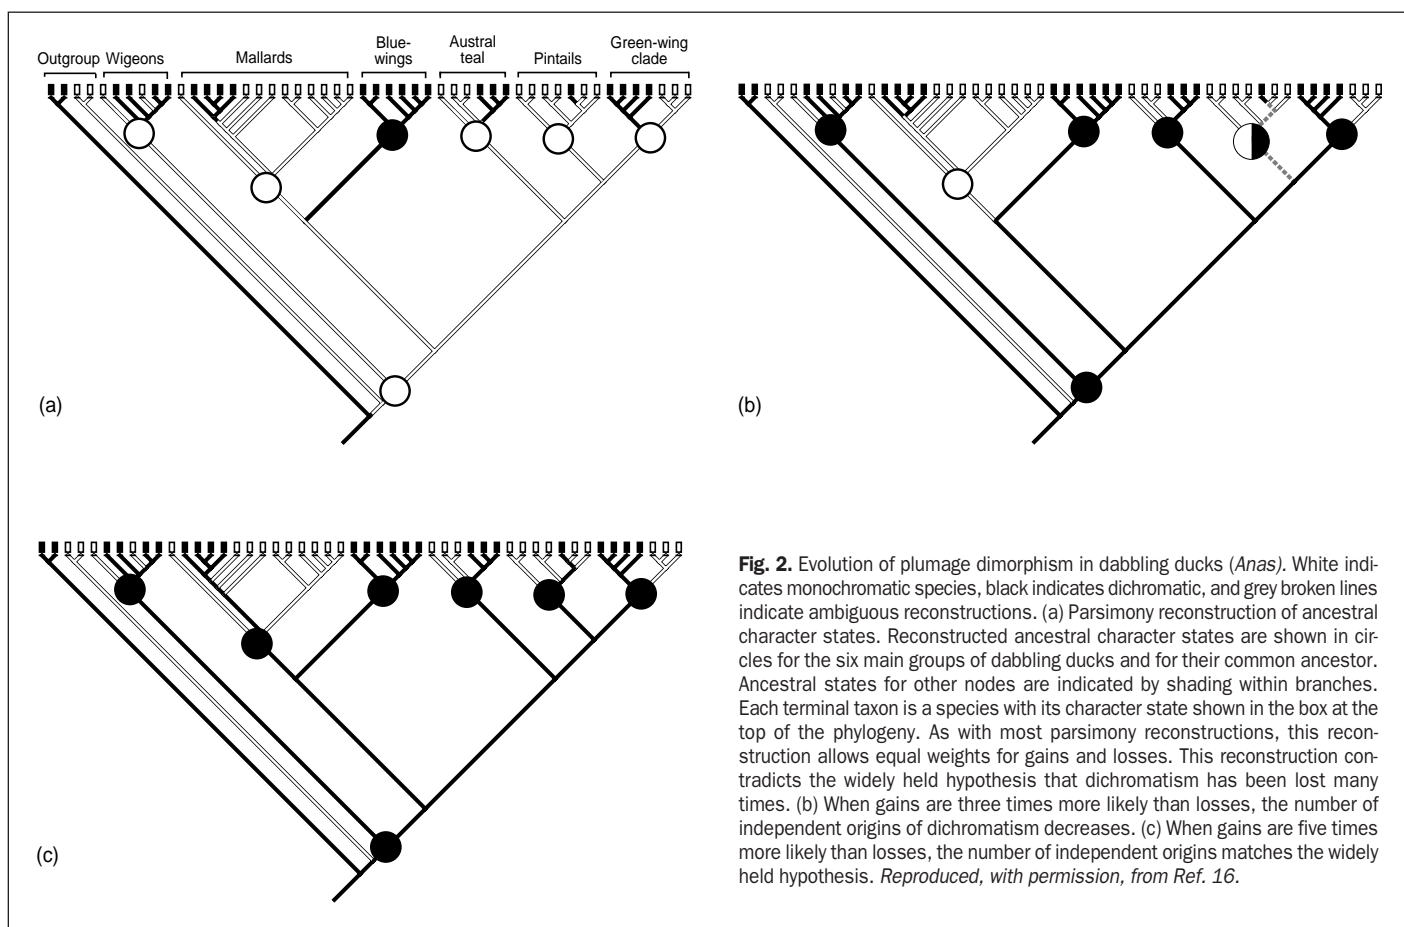 Outgroup Wigeons Mallards Blue-
wings Austral
teal Pintails Green-wing
clade
(a)
(b)
(c)
Fig. 2. Evolution of plumage dimorphism in dabbling ducks (Anas). White indi-
cates monochromatic species, black indicates dichromatic, and grey broken lines
indicate ambiguous reconstructions. (a) Parsimony reconstruction of ancestral
character states. Reconstructed ancestral character states are shown in cir-
cles for the six main groups of dabbling ducks and for their common ancestor.
Ancestral states for other nodes are indicated by shading within branches.
Each terminal taxon is a species with its character state shown in the box at the
top of the phylogeny. As with most parsimony reconstructions, this recon-
struction allows equal weights for gains and losses. This reconstruction con-
tradicts the widely held hypothesis that dichromatism has been lost many
times. (b) When gains are three times more likely than losses, the number of
independent origins of dichromatism decreases. (c) When gains are five times
more likely than losses, the number of independent origins matches the widely
held hypothesis. Reproduced, with permission, from Ref. 16.